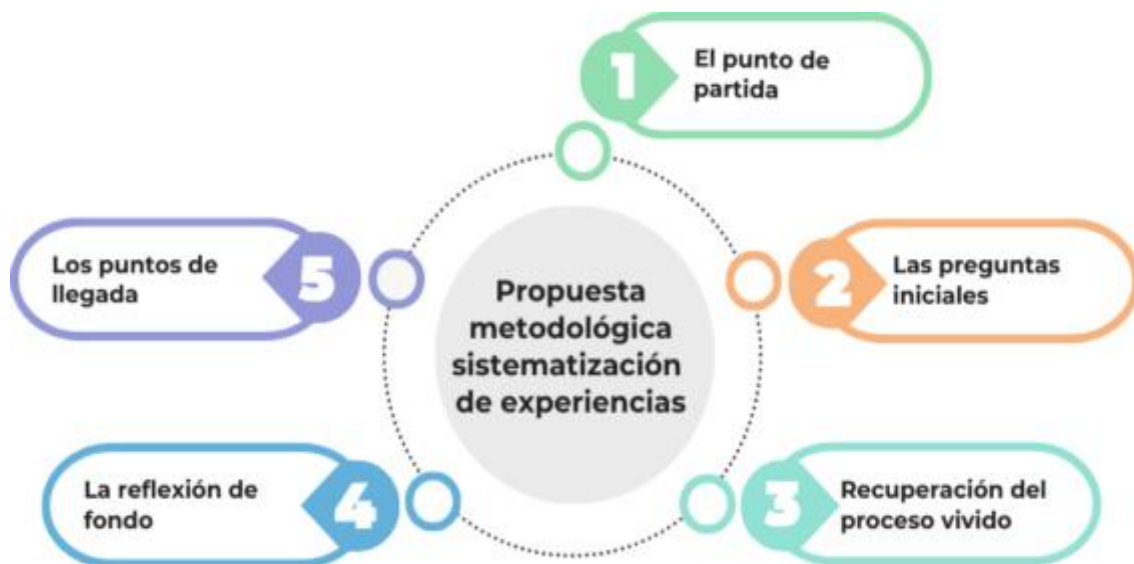 1
El punto de
partida
2
Las preguntas
iniciales
3
Recuperación del
proceso vivido
4
La reflexión de
fondo
5
Los puntos de
llegada
Propuesta
metodológica
sistematización
de experiencias